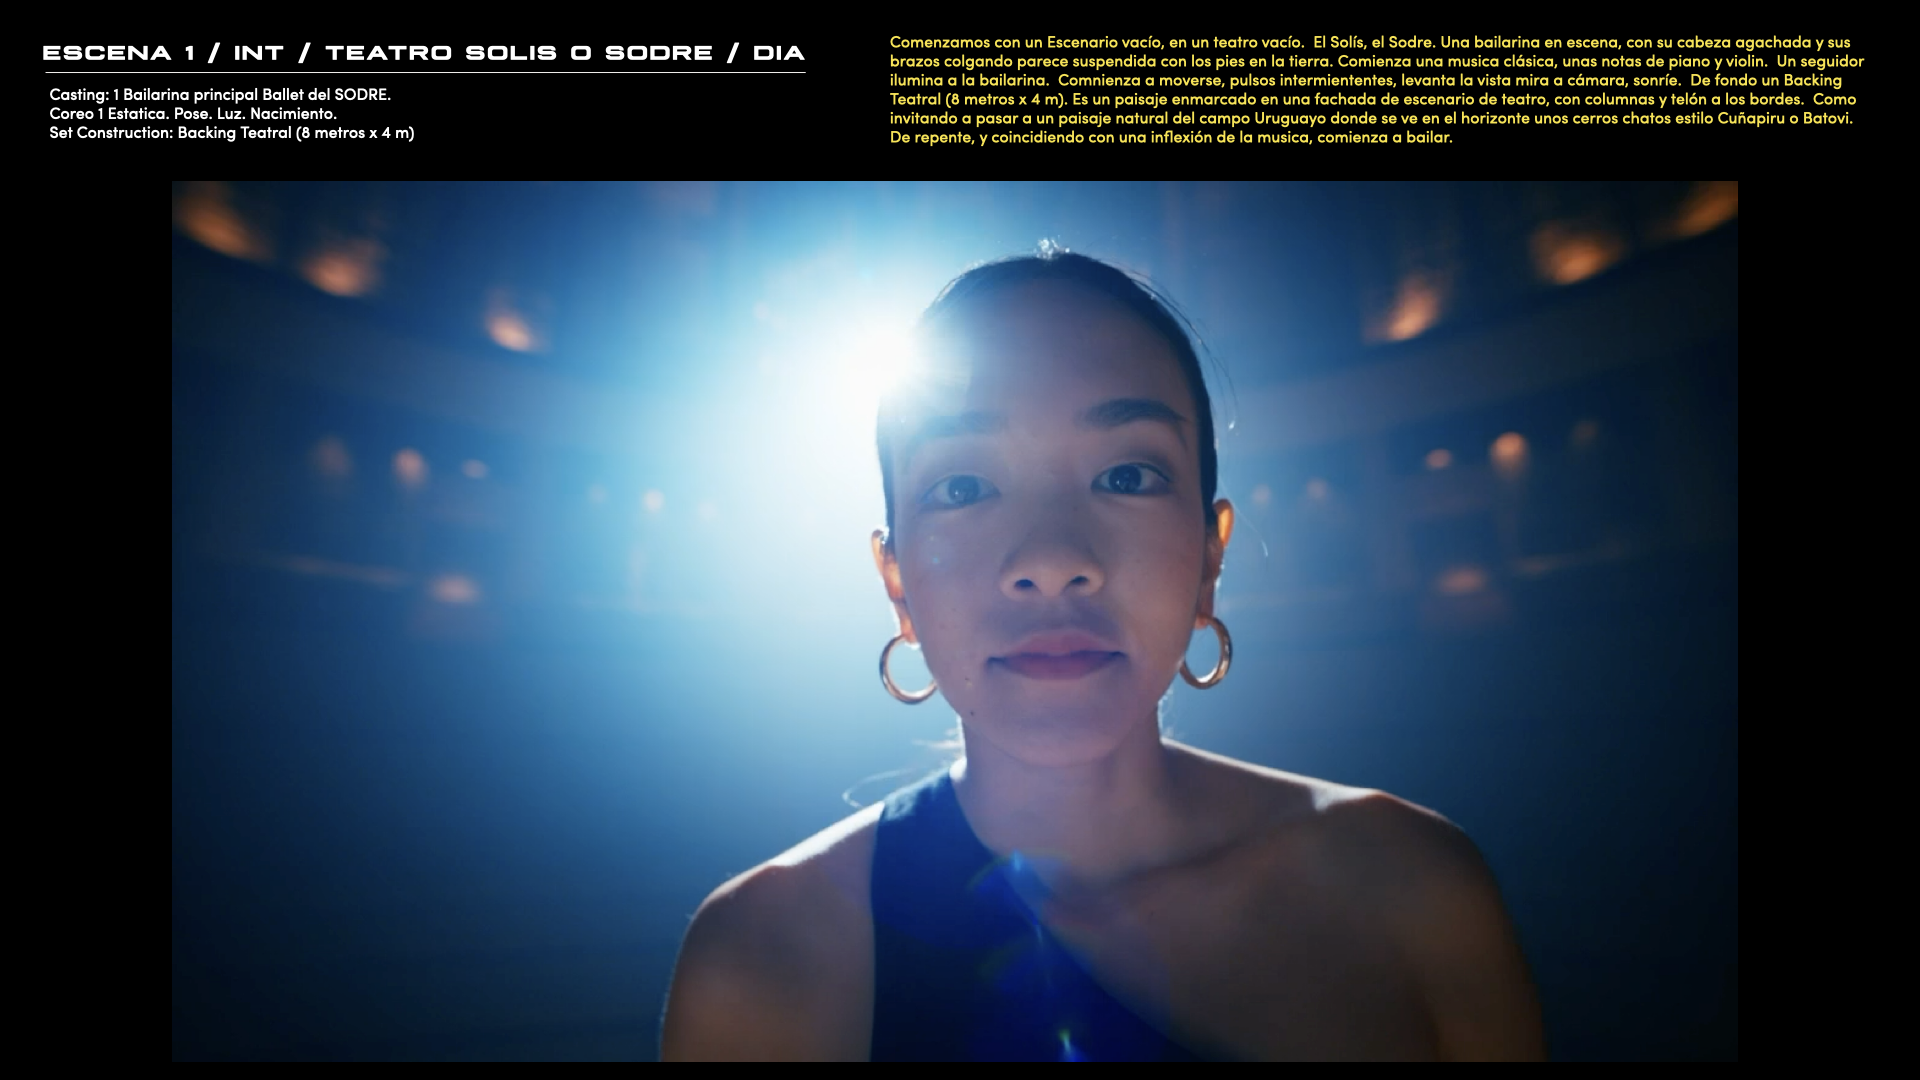 ESCENA 1 / INT / TEATRO SOLIS O SODRE / DIA
Casting: 1 Bailarina principal Ballet del SODRE.
Coreo 1 Estatica. Pose. Luz. Nacimiento.
Set Construction: Backing Teatral (8 metros x 4 m)
Comenzamos con un Escenario vacío, en un teatro vacío.  El Solís, el Sodre. Una bailarina en escena, con su cabeza agachada y sus
brazos colgando parece suspendida con los pies en la tierra. Comienza una musica clásica, unas notas de piano y violin.  Un seguidor
ilumina a la bailarina.  Comnienza a moverse, pulsos intermiententes, levanta la vista mira a cámara, sonríe.  De fondo un Backing
Teatral (8 metros x 4 m). Es un paisaje enmarcado en una fachada de escenario de teatro, con columnas y telón a los bordes.  Como
invitando a pasar a un paisaje natural del campo Uruguayo donde se ve en el horizonte unos cerros chatos estilo Cuñapiru o Batovi.
De repente, y coincidiendo con una inflexión de la musica, comienza a bailar.